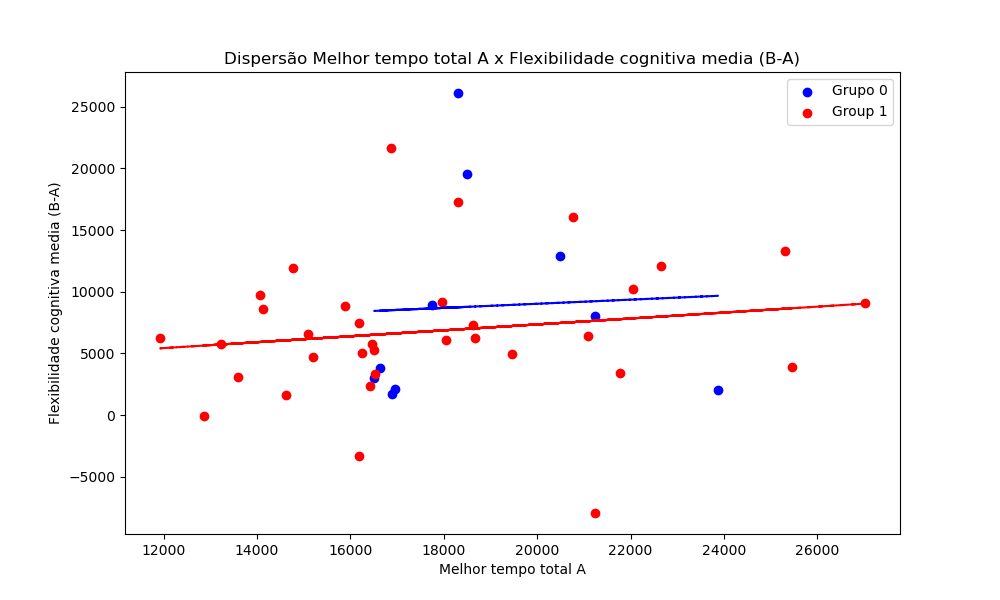 Dispersão Melhor tempo total A x Flexibilidade cognitiva media (B-A)
Grupo 0
Group 1
Flexibilidade cognitiva media (B-A)
25000
20000
15000
10000
5000
0
−5000
12000 14000 16000 18000 20000 22000 24000 26000
Melhor tempo total A